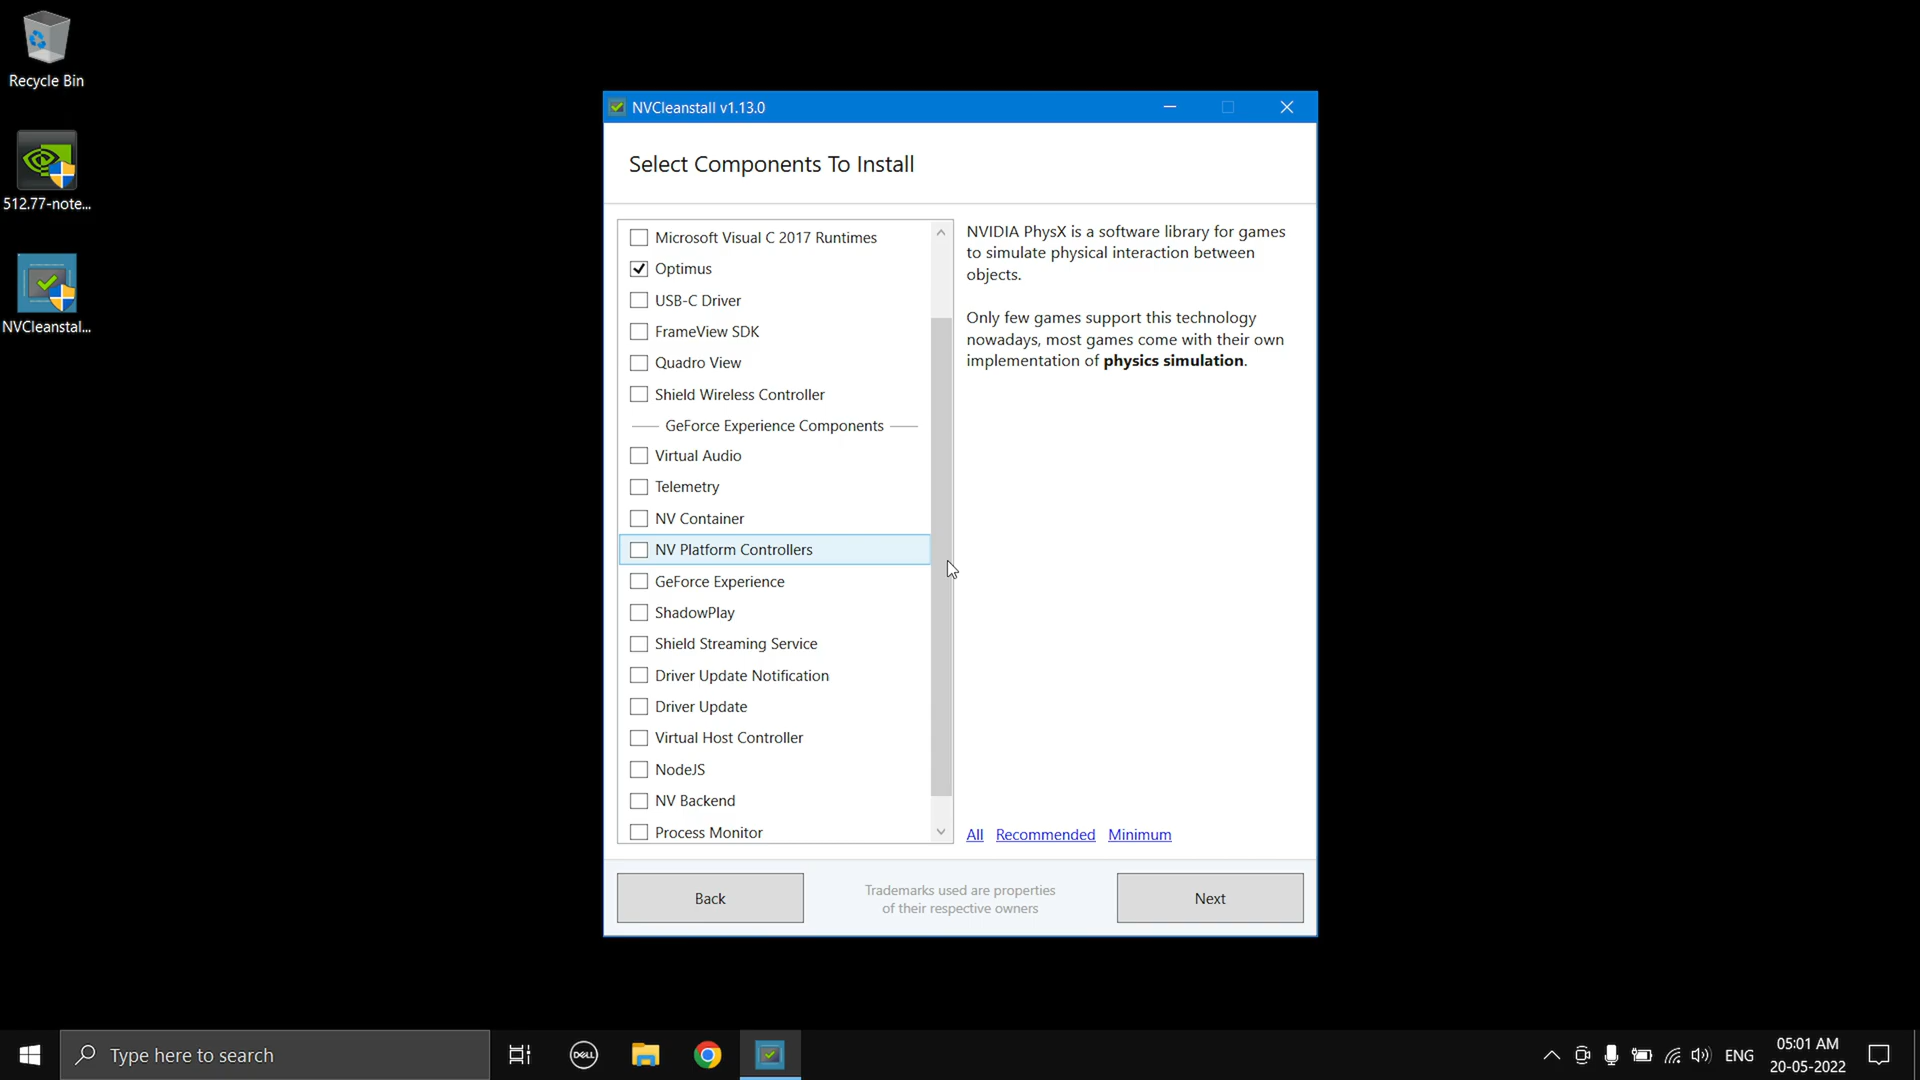 Recycle Bin
512.77-note...
NVCleanstal...
NVCleanstall v1.13.0
Select Components To Install
Microsoft Visual C 2017 Runtimes
Optimus
USB-C Driver
FrameView SDK
Quadro View
Shield Wireless Controller
GeForce Experience Components
Virtual Audio
Telemetry
NV Container
NV Platform Controllers
GeForce Experience
ShadowPlay
Shield Streaming Service
Driver Update Notification
Driver Update
Virtual Host Controller
NodeJS
NV Backend
Process Monitor
NVIDIA PhysX is a software library for games
to simulate physical interaction between
objects.
Only few games support this technology
nowadays, most games come with their own
implementation of physics simulation.
All Recommended Minimum
Back
Trademarks used are properties
of their respective owners
Next
Type here to search
DELL
ENG
05:01 AM
20-05-2022